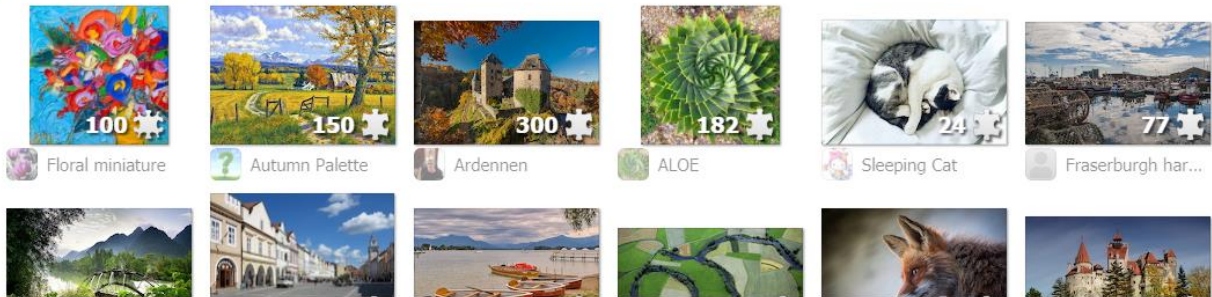 100
150
300
182
24
77
Floral miniature
Autumn Palette
Ardennen
ALOE
Sleeping Cat
Fraserburgh har...